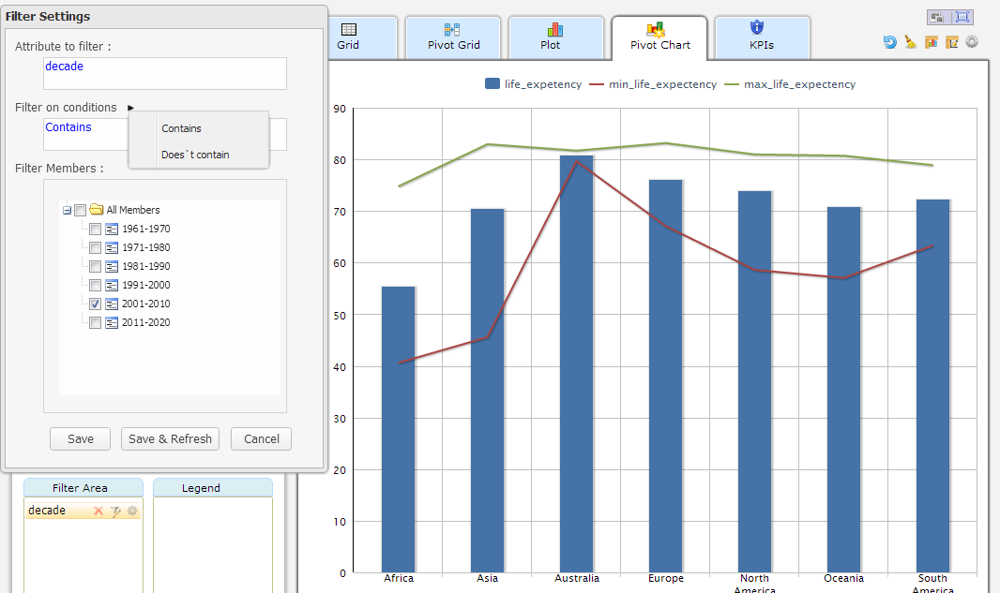 Filter Settings
Attribute to filter :
decade
Filter on conditions
Contains
Contains
Does`t contain
Filter Members :
All Members
1961-1970
1971-1980
1981-1990
1991-2000
2001-2010
2011-2020
Save
Save & Refresh
Cancel
Filter Area
Legend
decade
Grid
Pivot Grid
Plot
Pivot Chart
KPIs
life_expetency
min_life_expectency
max_life_expectency
90
80
70
60
50
40
30
20
10
0
Africa
Asia
Australia
Europe
North
America
Oceania
South
America